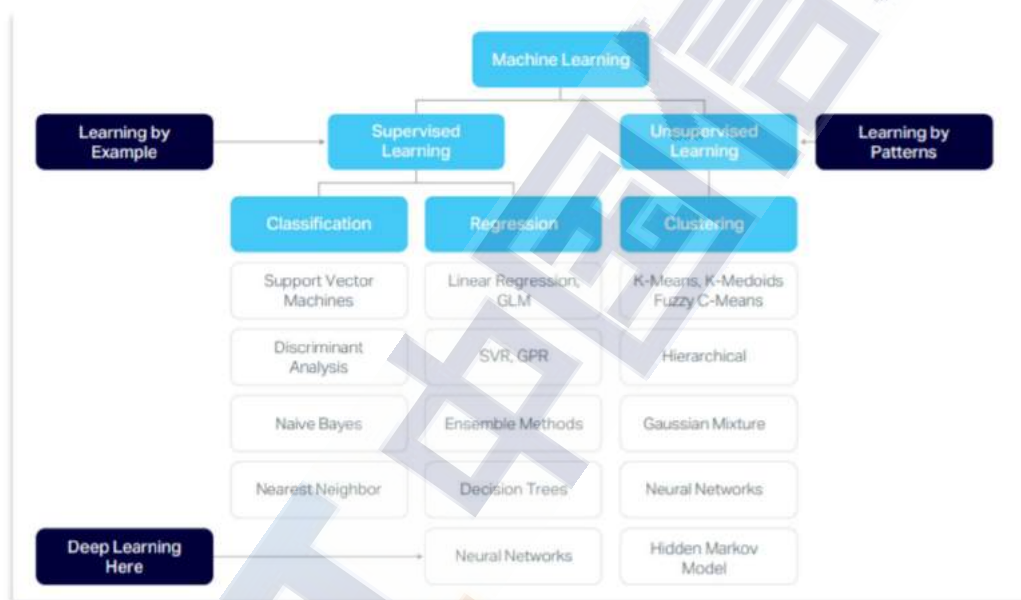 Machine Learning
Learning by
Example
Supervised
Learning
Unsupervised
Learning
Learning by
Patterns
Classification
Regression
Clustering
Support Vector
Machines
Linear Regression,
GLM
K-Means, K-Medoids
Fuzzy C-Means
Discriminant
Analysis
SVR, GPR
Hierarchical
Naive Bayes
Ensemble Methods
Gaussian Mixture
Nearest Neighbor
Decision Trees
Neural Networks
Deep Learning
Here
Neural Networks
Hidden Markov
Model